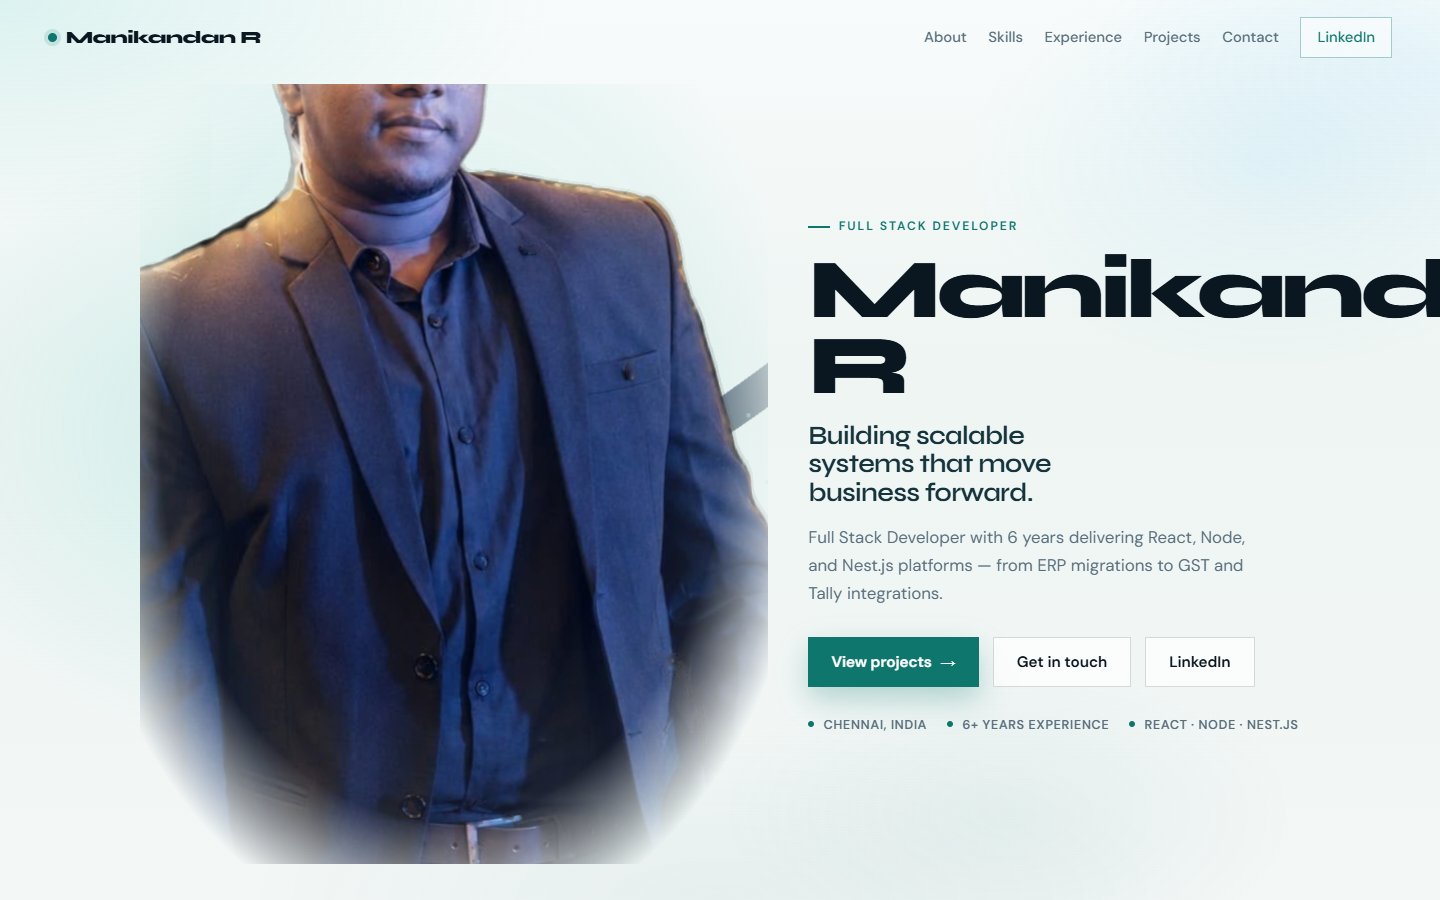 Manikandan R
About Skills Experience Projects Contact LinkedIn
FULL STACK DEVELOPER
Manikand
R
Building scalable
systems that move
business forward.
Full Stack Developer with 6 years delivering React, Node,
and Nest.js platforms — from ERP migrations to GST and
Tally integrations.
View projects → Get in touch LinkedIn
CHENNAI, INDIA 6+ YEARS EXPERIENCE REACT · NODE · NEST.JS